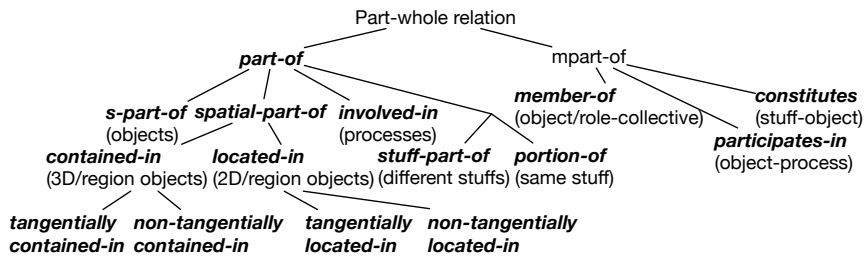 Part-whole relation
part-of
mpart-of
s-part-of
(objects)
spatial-part-of
involved-in
(processes)
member-of
(object/role-collective)
constitutes
(stuff-object)
participates-in
(object-process)
contained-in
(3D/region objects)
located-in
(2D/region objects)
stuff-part-of
(different stuffs)
portion-of
(same stuff)
tangentially
contained-in
non-tangentially
contained-in
tangentially
located-in
non-tangentially
located-in